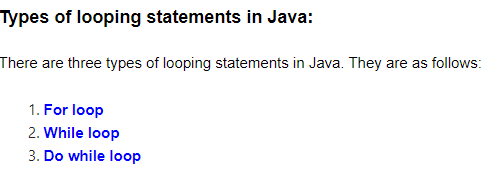 Types of looping statements in Java:
There are three types of looping statements in Java. They are as follows:
1. For loop
2. While loop
3. Do while loop